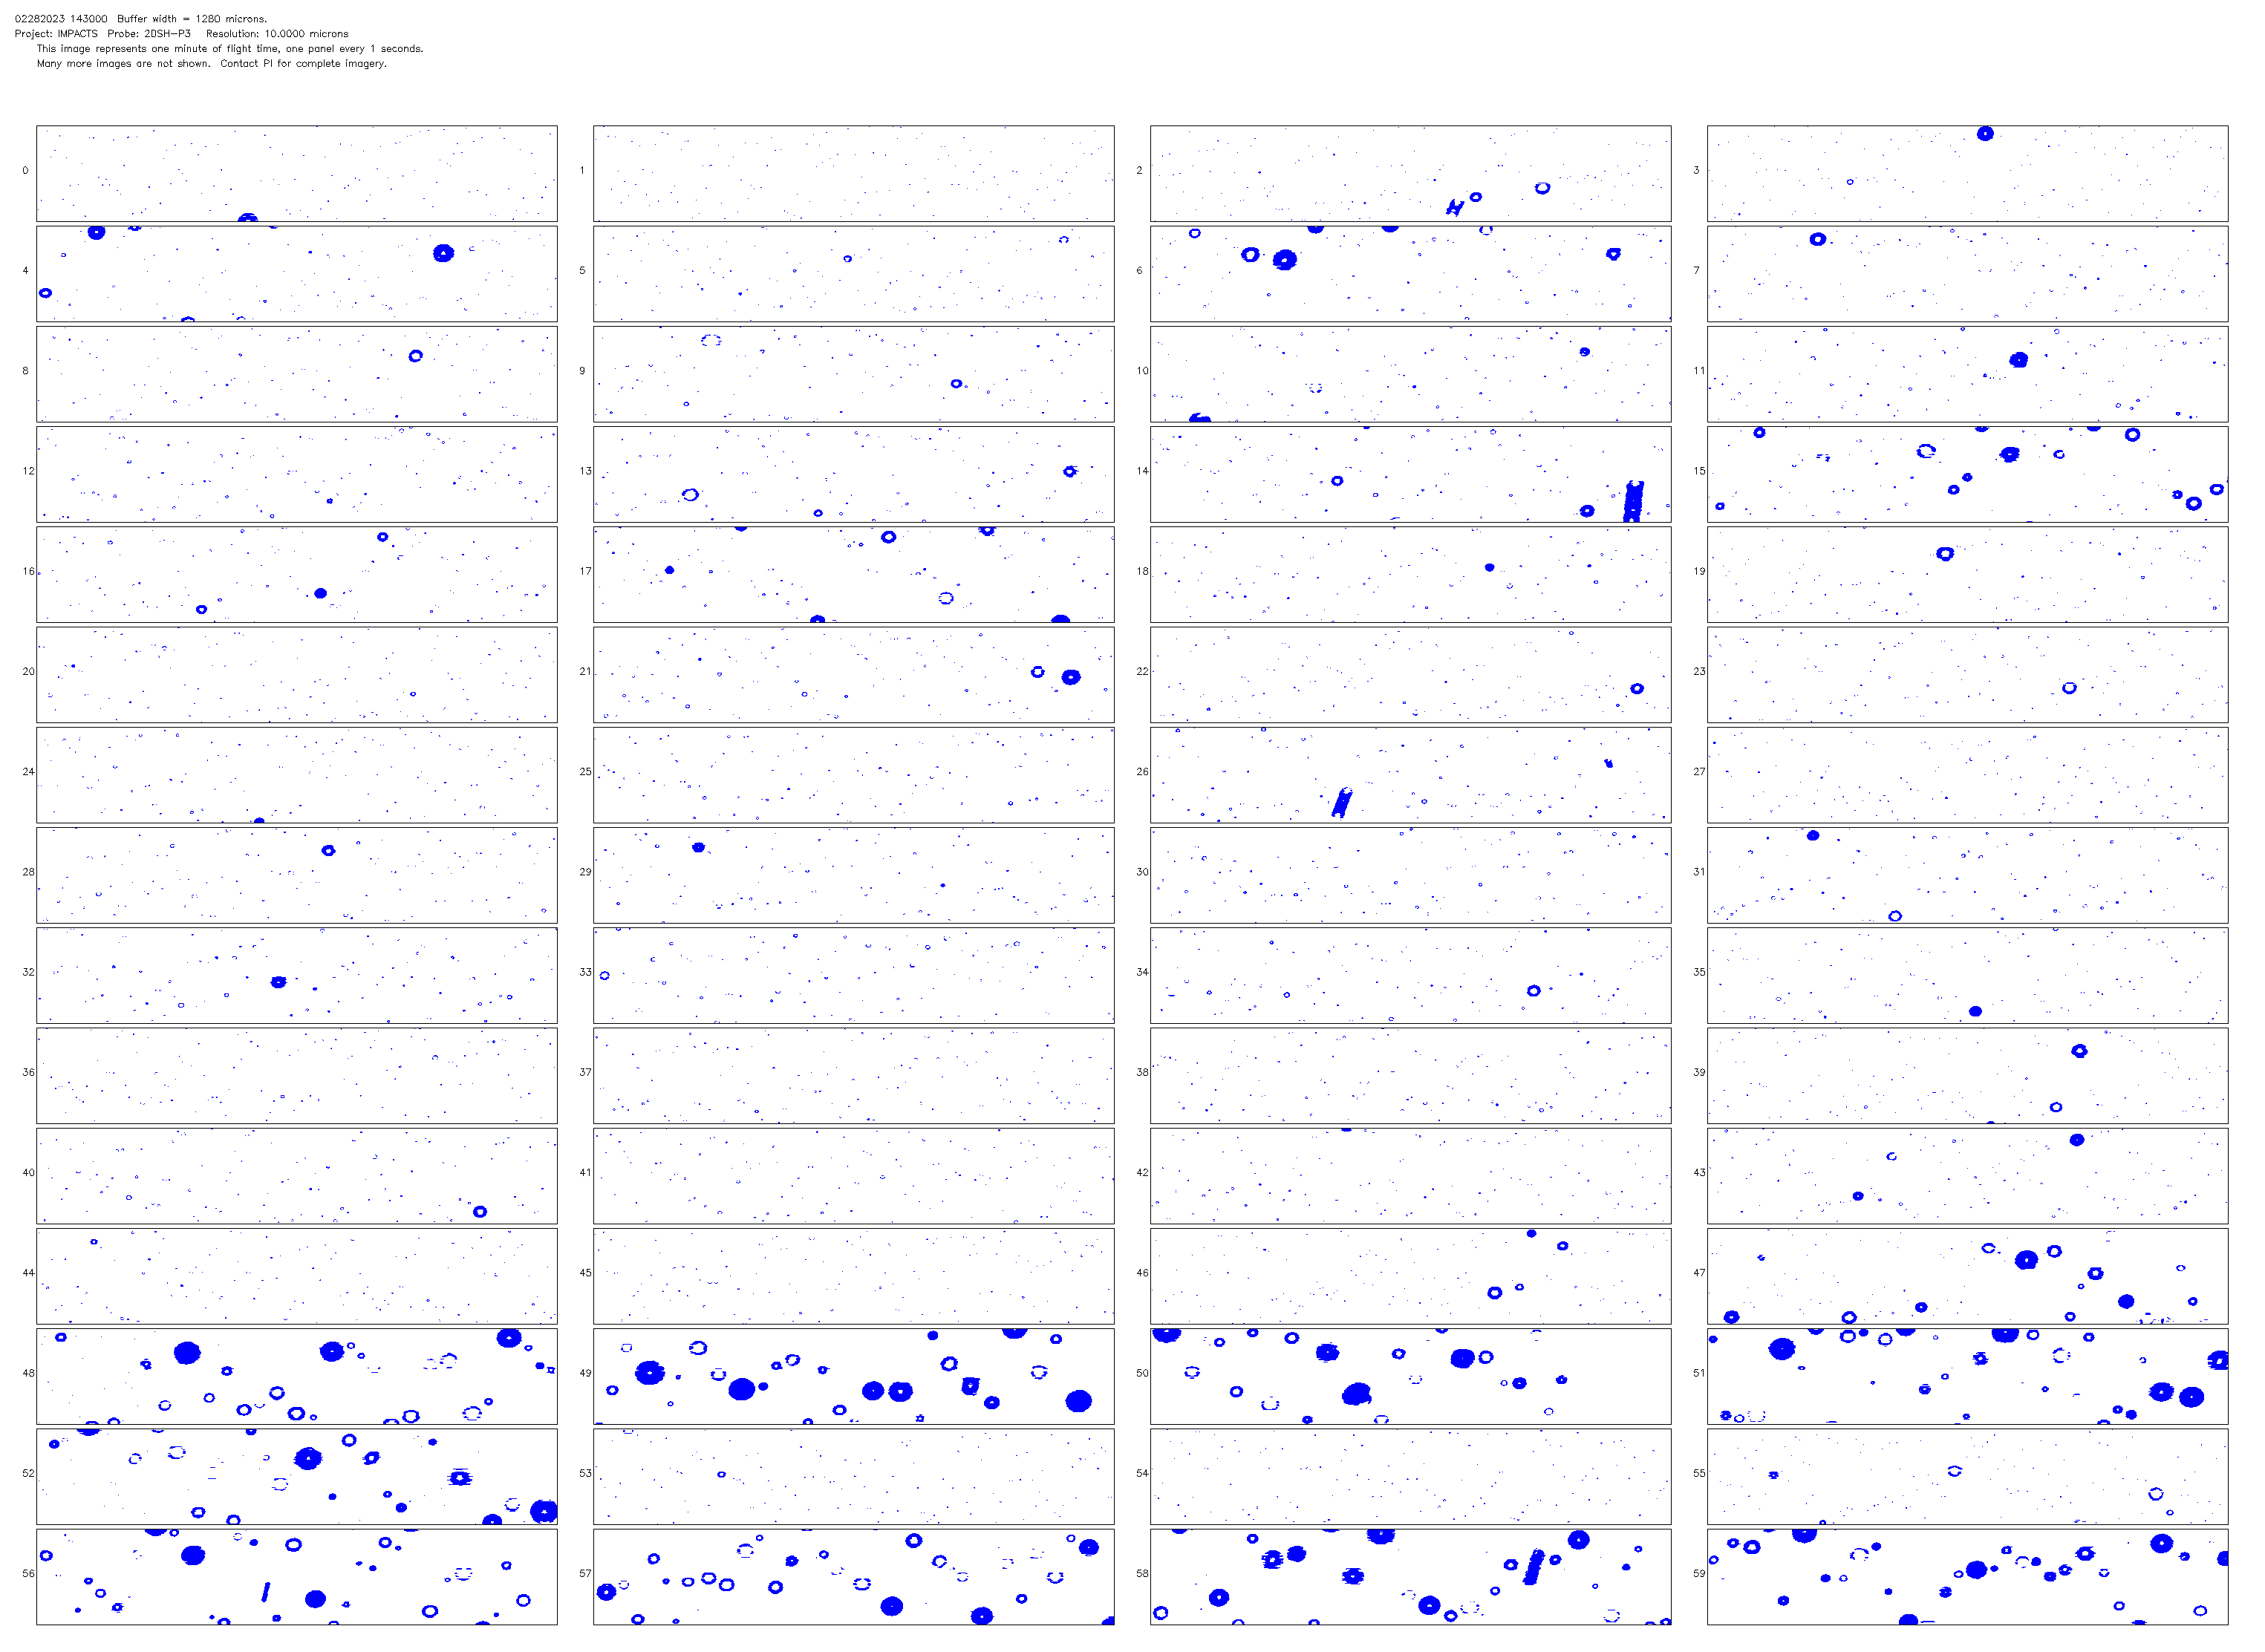 02282023 143000  Buffer width = 1280 microns.
Project: IMPACTS  Probe: 2DSH-P3    Resolution: 10.0000 microns
This image represents one minute of flight time, one panel every 1 seconds.
Many more images are not shown.  Contact PI for complete imagery.
0 1 2 3
4 5 6 7
8 9 10 11
12 13 14 15
16 17 18 19
20 21 22 23
24 25 26 27
28 29 30 31
32 33 34 35
36 37 38 39
40 41 42 43
44 45 46 47
48 49 50 51
52 53 54 55
56 57 58 59